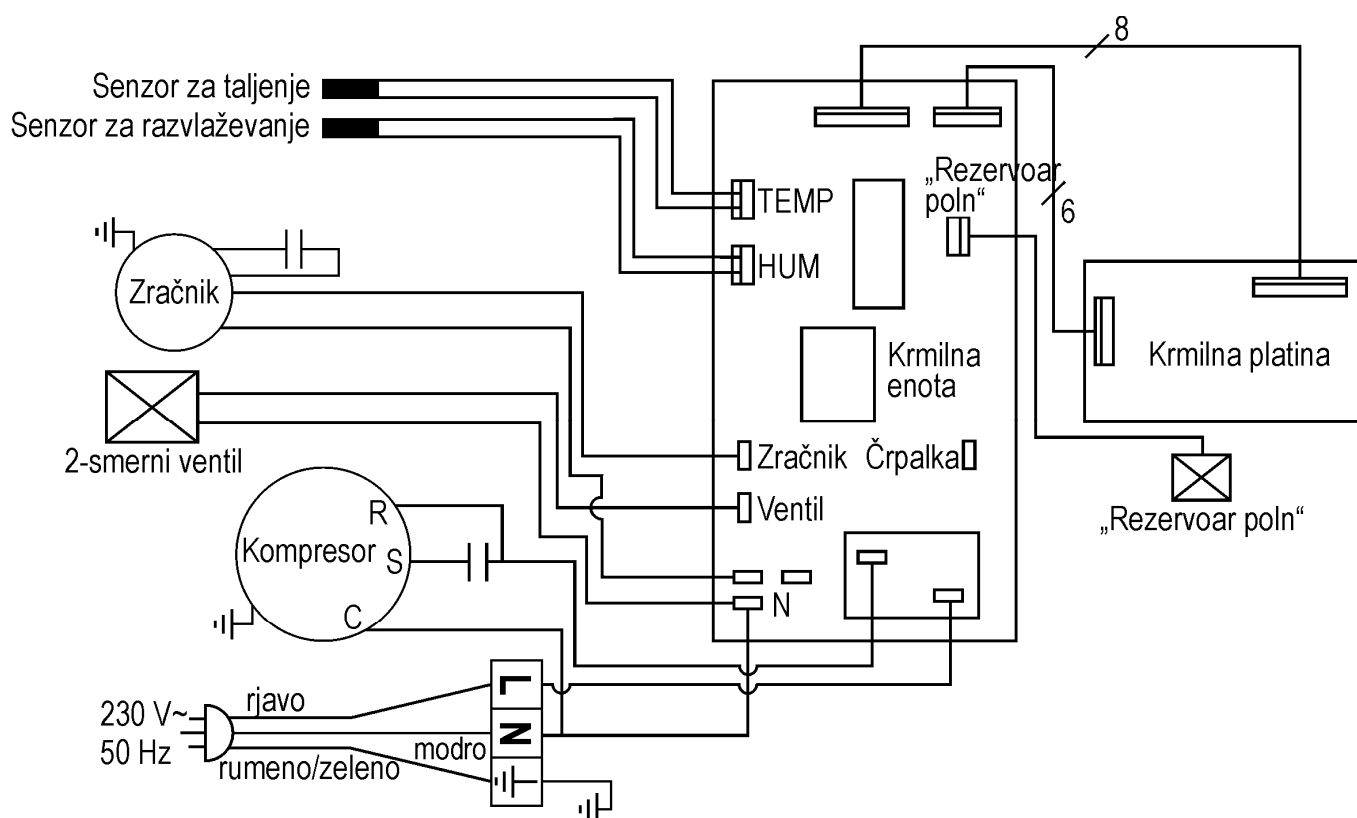 8
Senzor za taljenje
Senzor za razvlaževanje
„Rezervoar
poln“
6
TEMP
HUM
Zračnik
Krmilna
enota
Krmilna platina
2-smerni ventil
Zračnik
Črpalka
Ventil
„Rezervoar poln“
R
Kompresor
S
C
N
L
rjavo
230 V~
50 Hz
N
modro
rumeno/zeleno